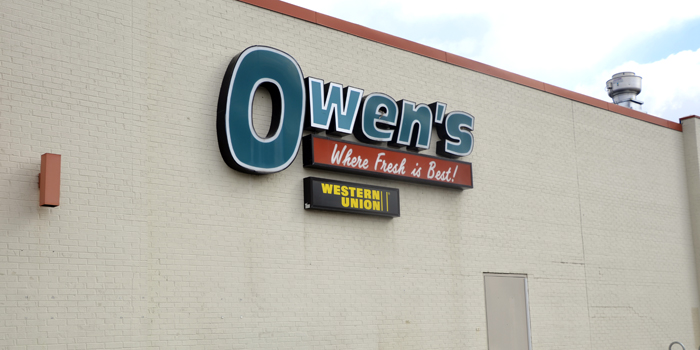 Owen's
Where Fresh is Best!
WESTERN
UNION